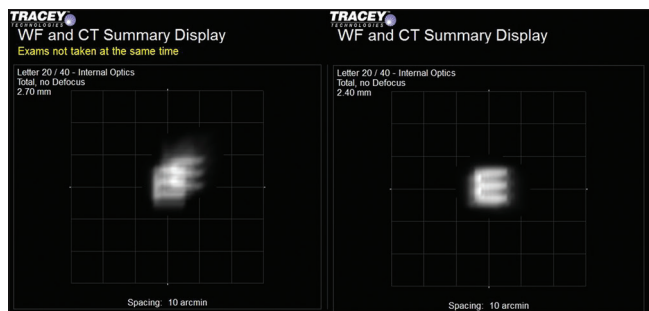 TRACEY
TECHNOLOGIES
WF and CT Summary Display
Exams not taken at the same time
Letter 20 / 40 - Internal Optics
Total, no Defocus
2.70 mm
E
Spacing: 10 arcmin
TRACEY
TECHNOLOGIES
WF and CT Summary Display
Letter 20 / 40 - Internal Optics
Total, no Defocus
2.40 mm
E
Spacing: 10 arcmin